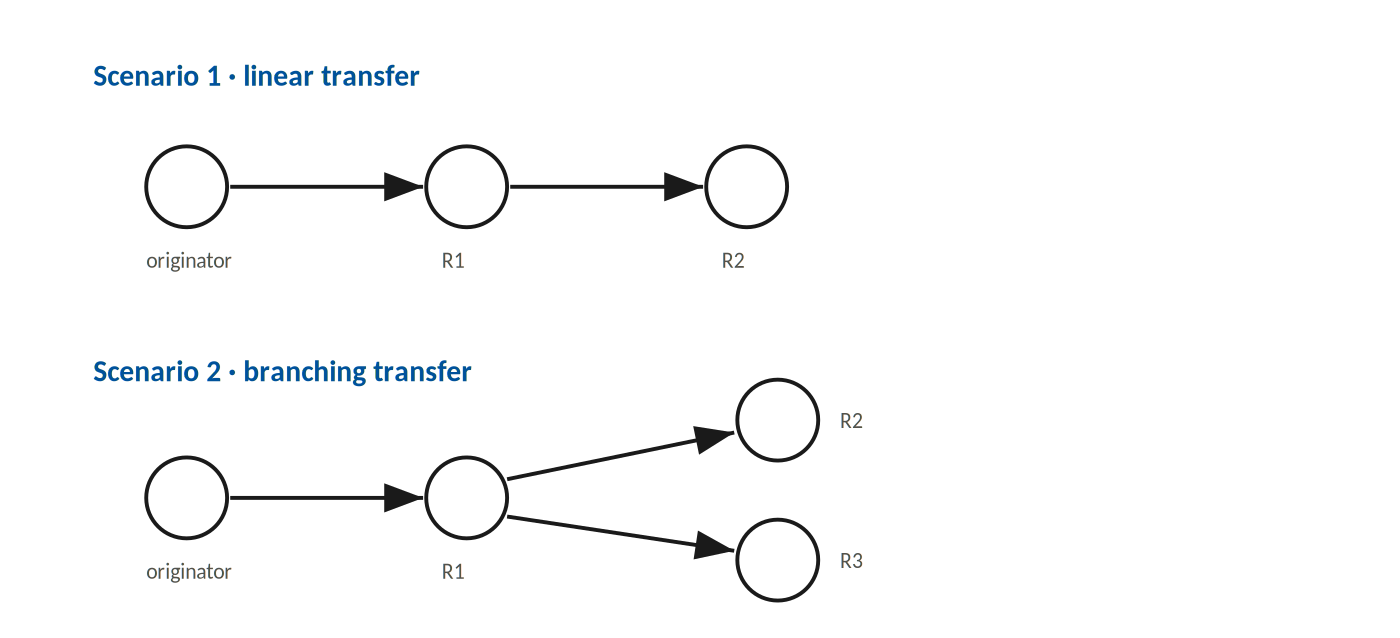 Scenario 1 · linear transfer
originator
R1
R2
Scenario 2 · branching transfer
R2
originator
R1
R3